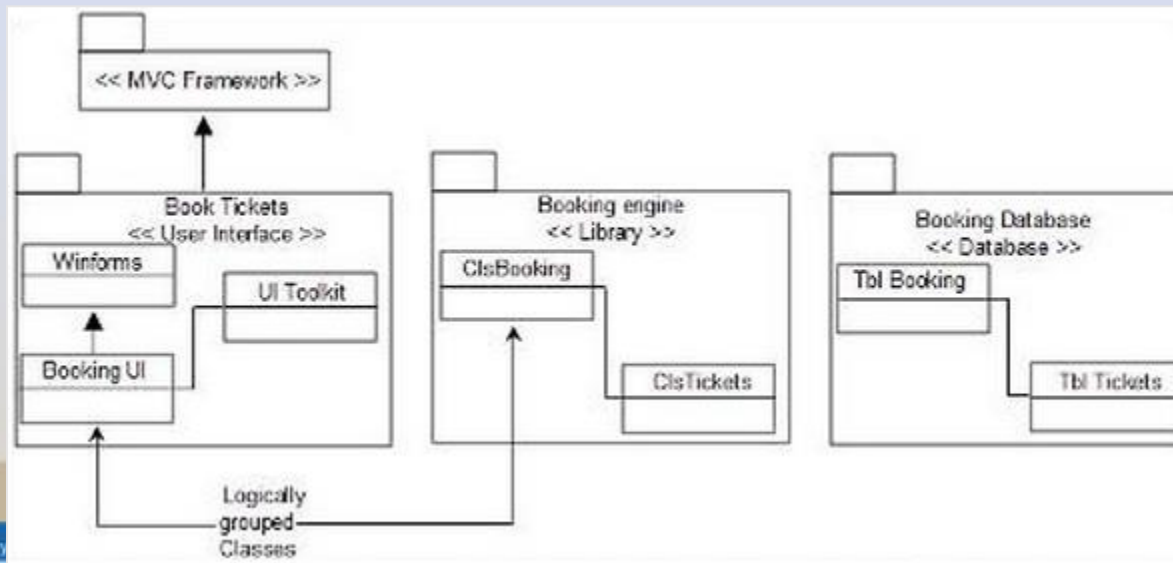 << MVC Framework >>
Book Tickets
<< User Interface >>
Winforms
UI Toolkit
Booking UI
Booking engine
<< Library >>
ClsBooking
ClsTickets
Booking Database
<< Database >>
Tbl Booking
Tbl Tickets
Logically
grouped
Classes